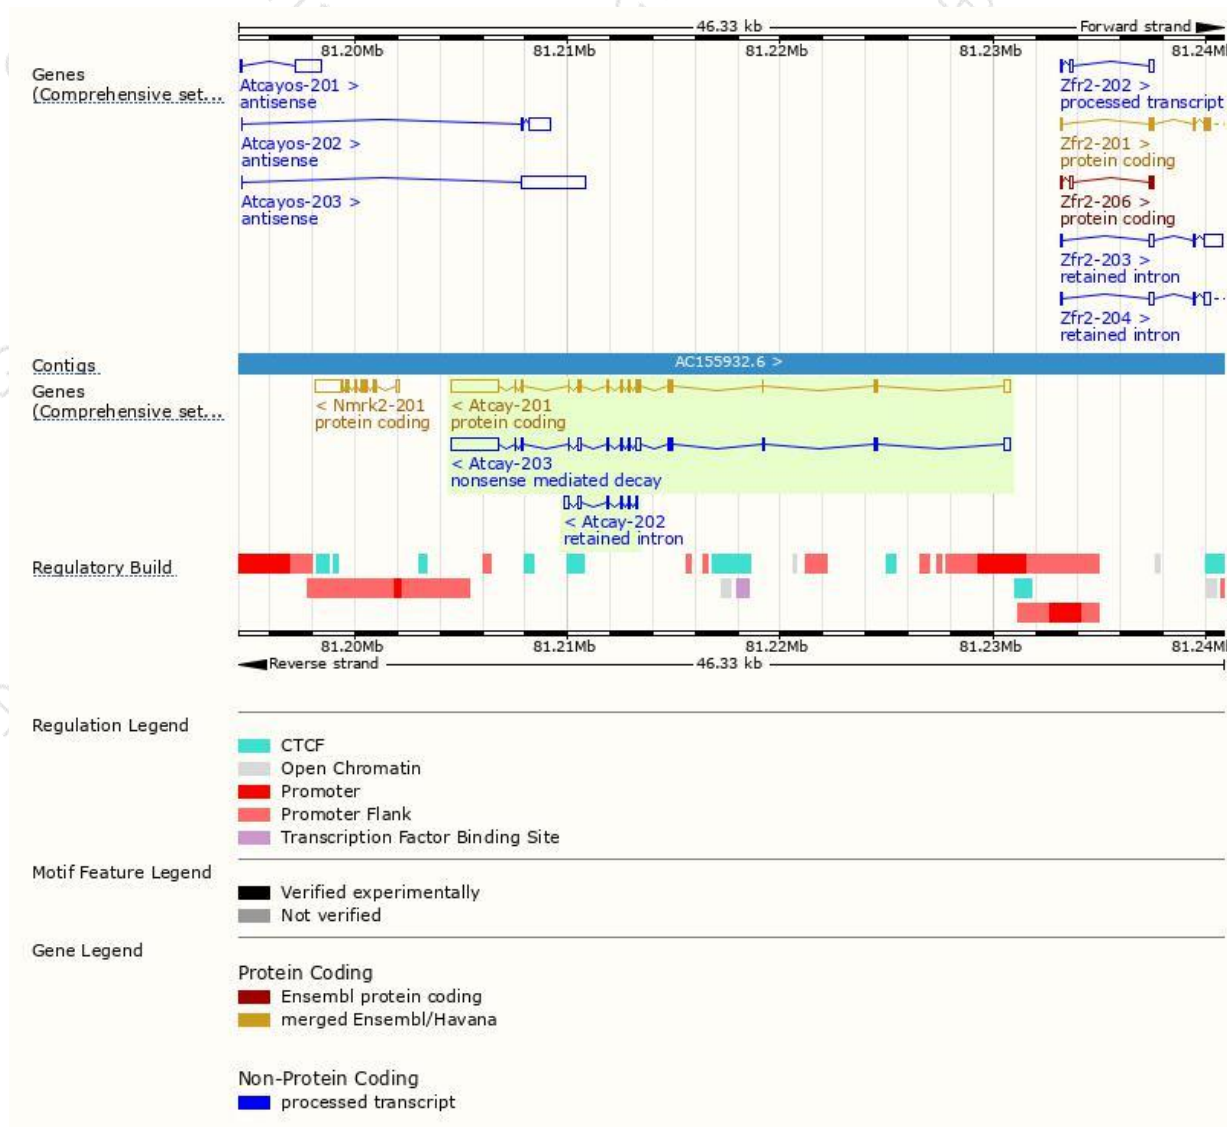 46.33 kb
Forward strand
81.20Mb 81.21Mb 81.22Mb 81.23Mb 81.24M
Genes
(Comprehensive set...
Atcayos-201 >
antisense
Atcayos-202 >
antisense
Atcayos-203 >
antisense
Zfr2-202 >
processed transcript
Zfr2-201 >
protein coding
Zfr2-206 >
protein coding
Zfr2-203 >
retained intron
Zfr2-204 >
retained intron
Contigs
AC155932.6 >
Genes
(Comprehensive set...
< Nmrk2-201
protein coding
< Atcay-201
protein coding
< Atcay-203
nonsense mediated decay
< Atcay-202
retained intron
Regulatory Build
81.20Mb 81.21Mb 81.22Mb 81.23Mb 81.24M
Reverse strand
46.33 kb
Regulation Legend
CTCF
Open Chromatin
Promoter
Promoter Flank
Transcription Factor Binding Site
Motif Feature Legend
Verified experimentally
Not verified
Gene Legend
Protein Coding
Ensembl protein coding
merged Ensembl/Havana
Non-Protein Coding
processed transcript